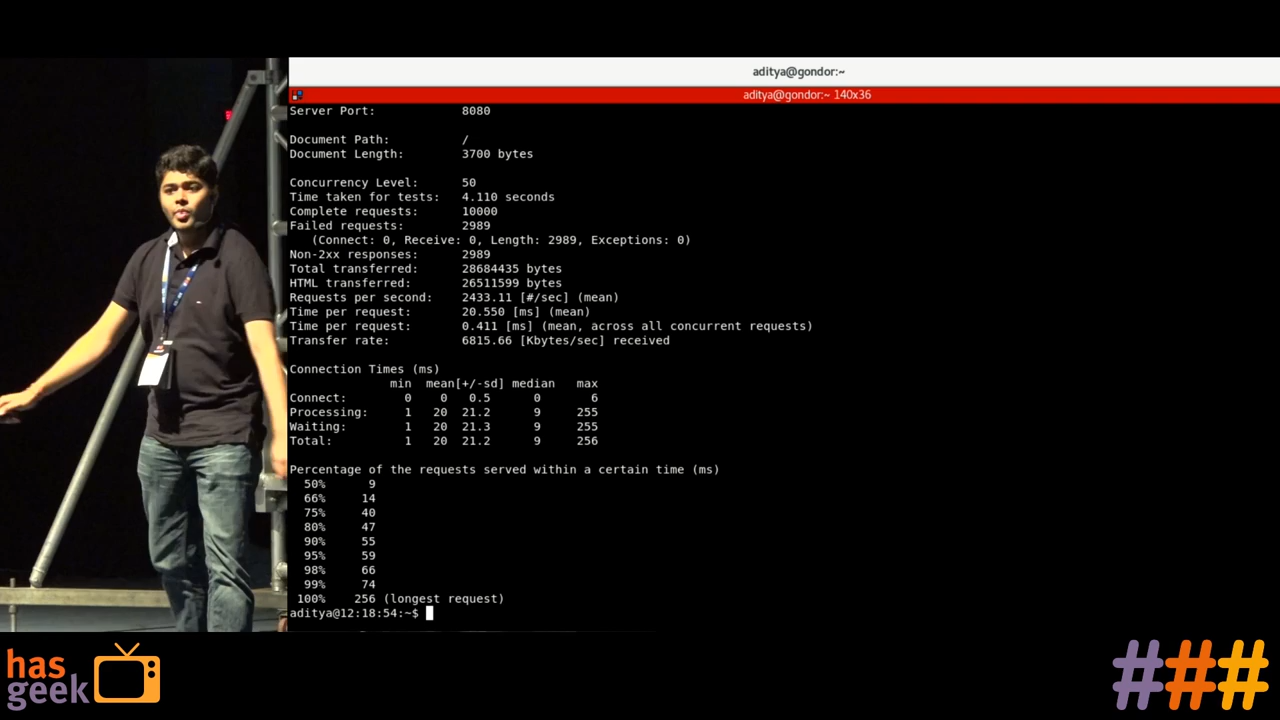 aditya@gondor:~
aditya@gondor:~ 140x36
Server Port:            8080
Document Path:          /
Document Length:        3700 bytes
Concurrency Level:      50
Time taken for tests:   4.110 seconds
Complete requests:      10000
Failed requests:        2989
   (Connect: 0, Receive: 0, Length: 2989, Exceptions: 0)
Non-2xx responses:      2989
Total transferred:      28684435 bytes
HTML transferred:       26511599 bytes
Requests per second:    2433.11 [#/sec] (mean)
Time per request:       20.550 [ms] (mean)
Time per request:       0.411 [ms] (mean, across all concurrent requests)
Transfer rate:          6815.66 [Kbytes/sec] received
Connection Times (ms)
              min  mean[+/-sd] median   max
Connect:        0    0   0.5      0       6
Processing:     1   20  21.2      9     255
Waiting:        1   20  21.3      9     255
Total:          1   20  21.2      9     256
Percentage of the requests served within a certain time (ms)
  50%      9
  66%     14
  75%     40
  80%     47
  90%     55
  95%     59
  98%     66
  99%     74
 100%    256 (longest request)
aditya@12:18:54:~$
has
geek
###